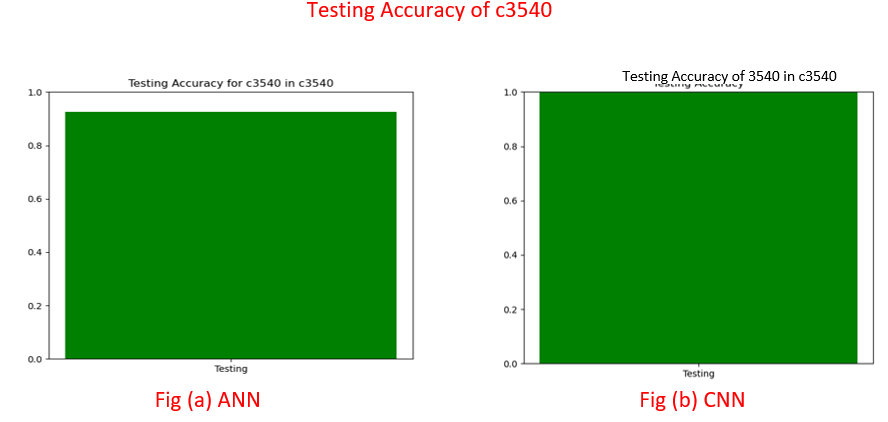 Testing Accuracy of c3540
Testing Accuracy for c3540 in c3540
1.0
0.8
0.6
0.4
0.2
0.0
Testing
Fig (a) ANN
Testing Accuracy of 3540 in c3540
Testing Accuracy
1.0
0.8
0.6
0.4
0.2
0.0
Testing
Fig (b) CNN